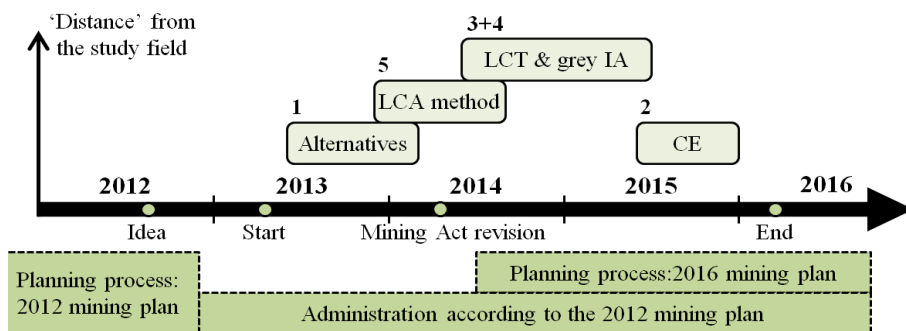 ‘Distance’ from
the study field
3+4
LCT & grey IA
5
LCA method
1
Alternatives
2
CE
2012
2013
2014
2015
2016
Idea
Start
Mining Act revision
End
Planning process:
2012 mining plan
Planning process:2016 mining plan
Administration according to the 2012 mining plan